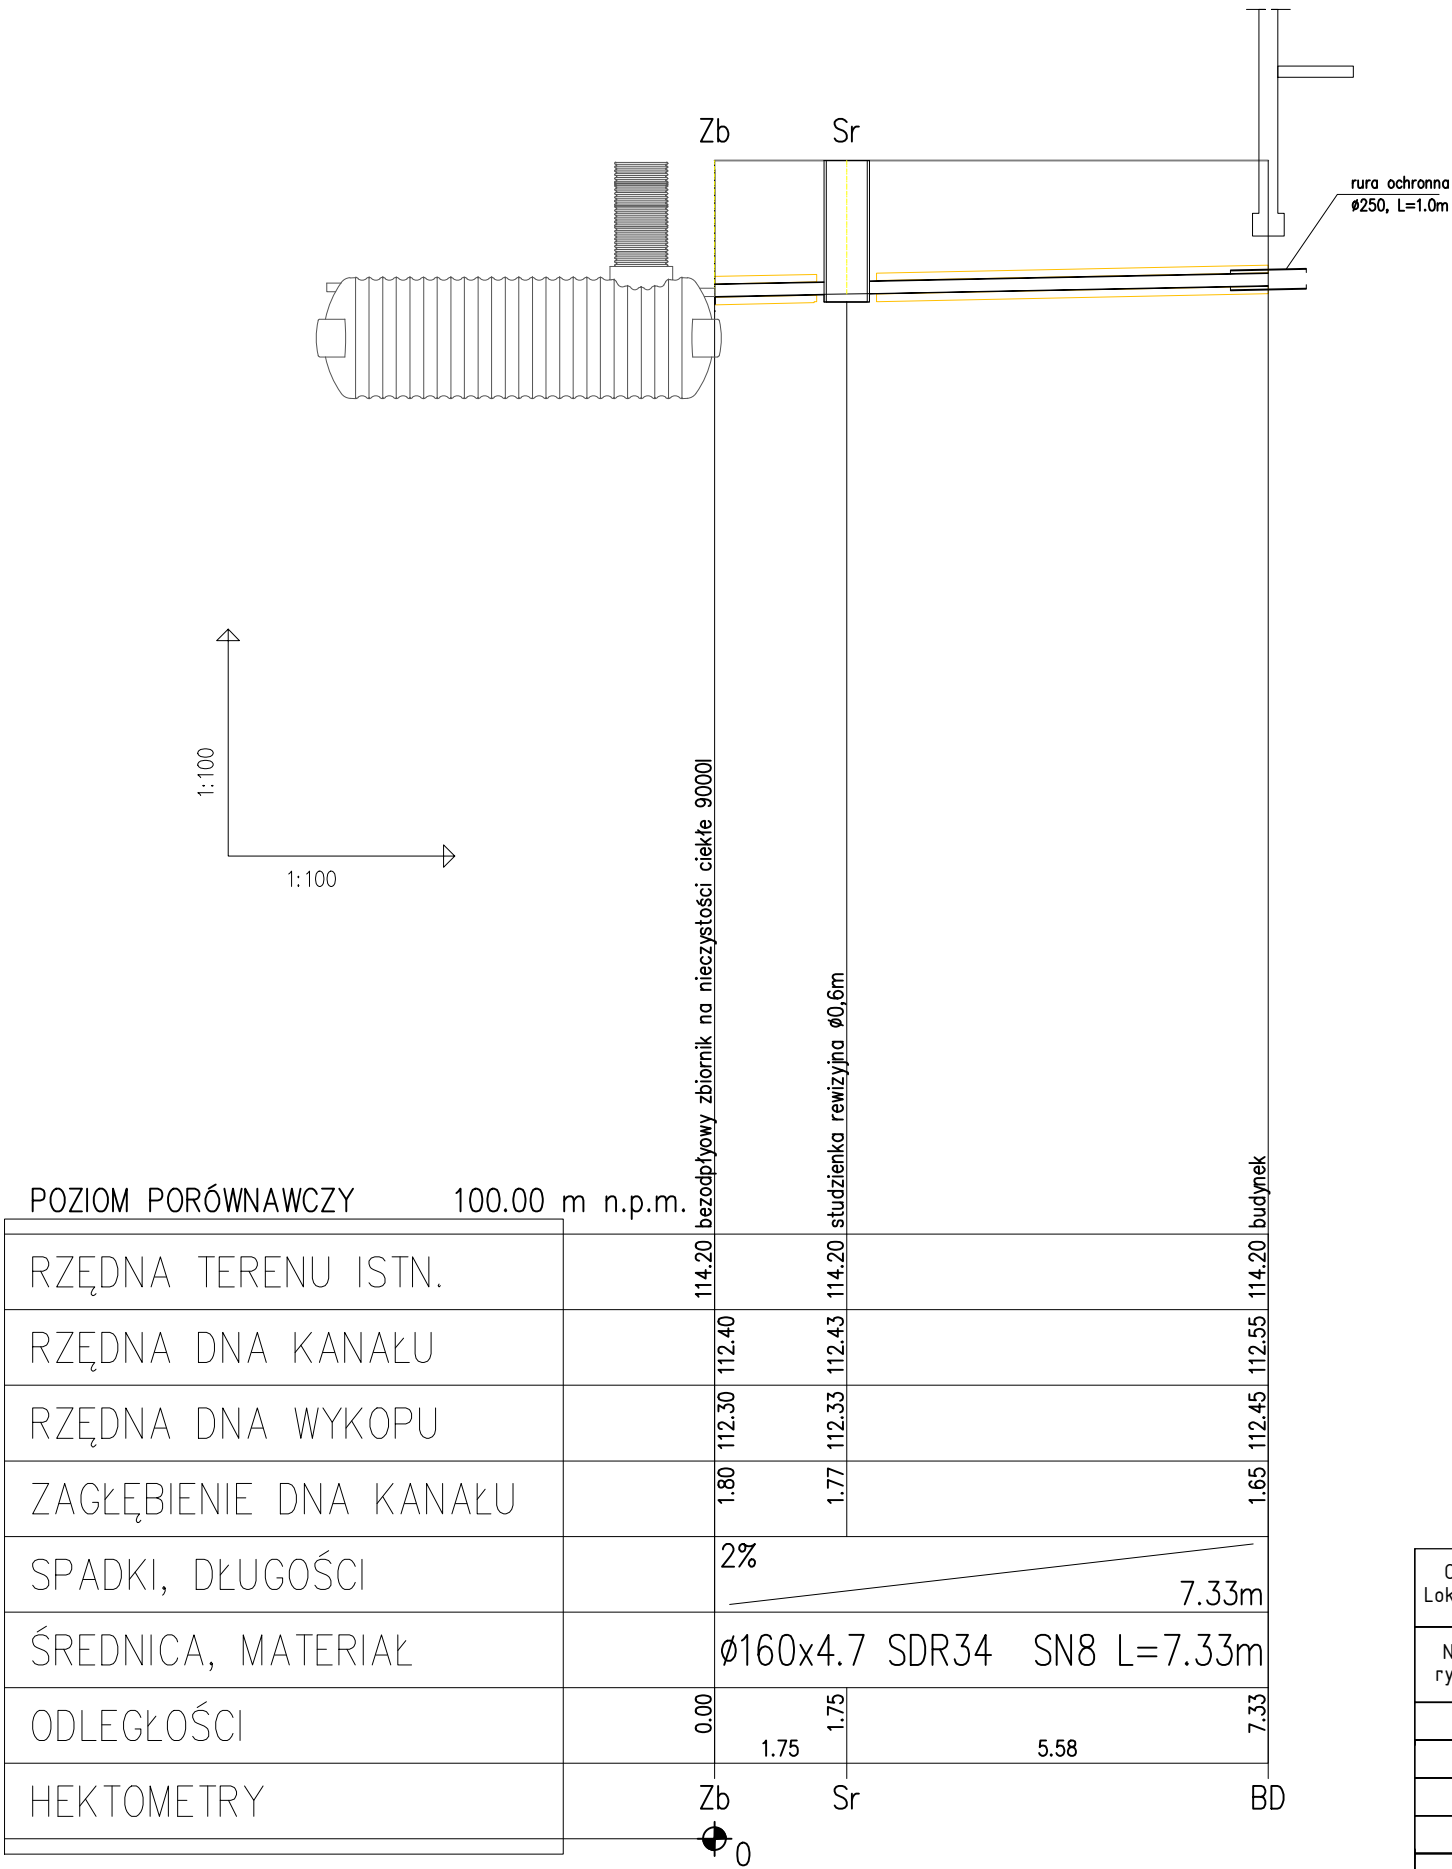 Zb Sr
rura ochronna
ø250, L=1.0m
1:100
1:100
bezodpływowy zbiornik na nieczystości ciekłe 9000l
studzienka rewizyjna ø0,6m
budynek
POZIOM PORÓWNAWCZY 100.00 m n.p.m.
RZĘDNA TERENU ISTN. 114.20 114.20 114.20
RZĘDNA DNA KANAŁU 112.40 112.43 112.55
RZĘDNA DNA WYKOPU 112.30 112.33 112.45
ZAGŁĘBIENIE DNA KANAŁU 1.80 1.77 1.65
SPADKI, DŁUGOŚCI 2% 7.33m
ŚREDNICA, MATERIAŁ ø160x4.7 SDR34 SN8 L=7.33m
ODLEGŁOŚCI 0.00 1.75 1.75 5.58 7.33
HEKTOMETRY Zb Sr BD
0